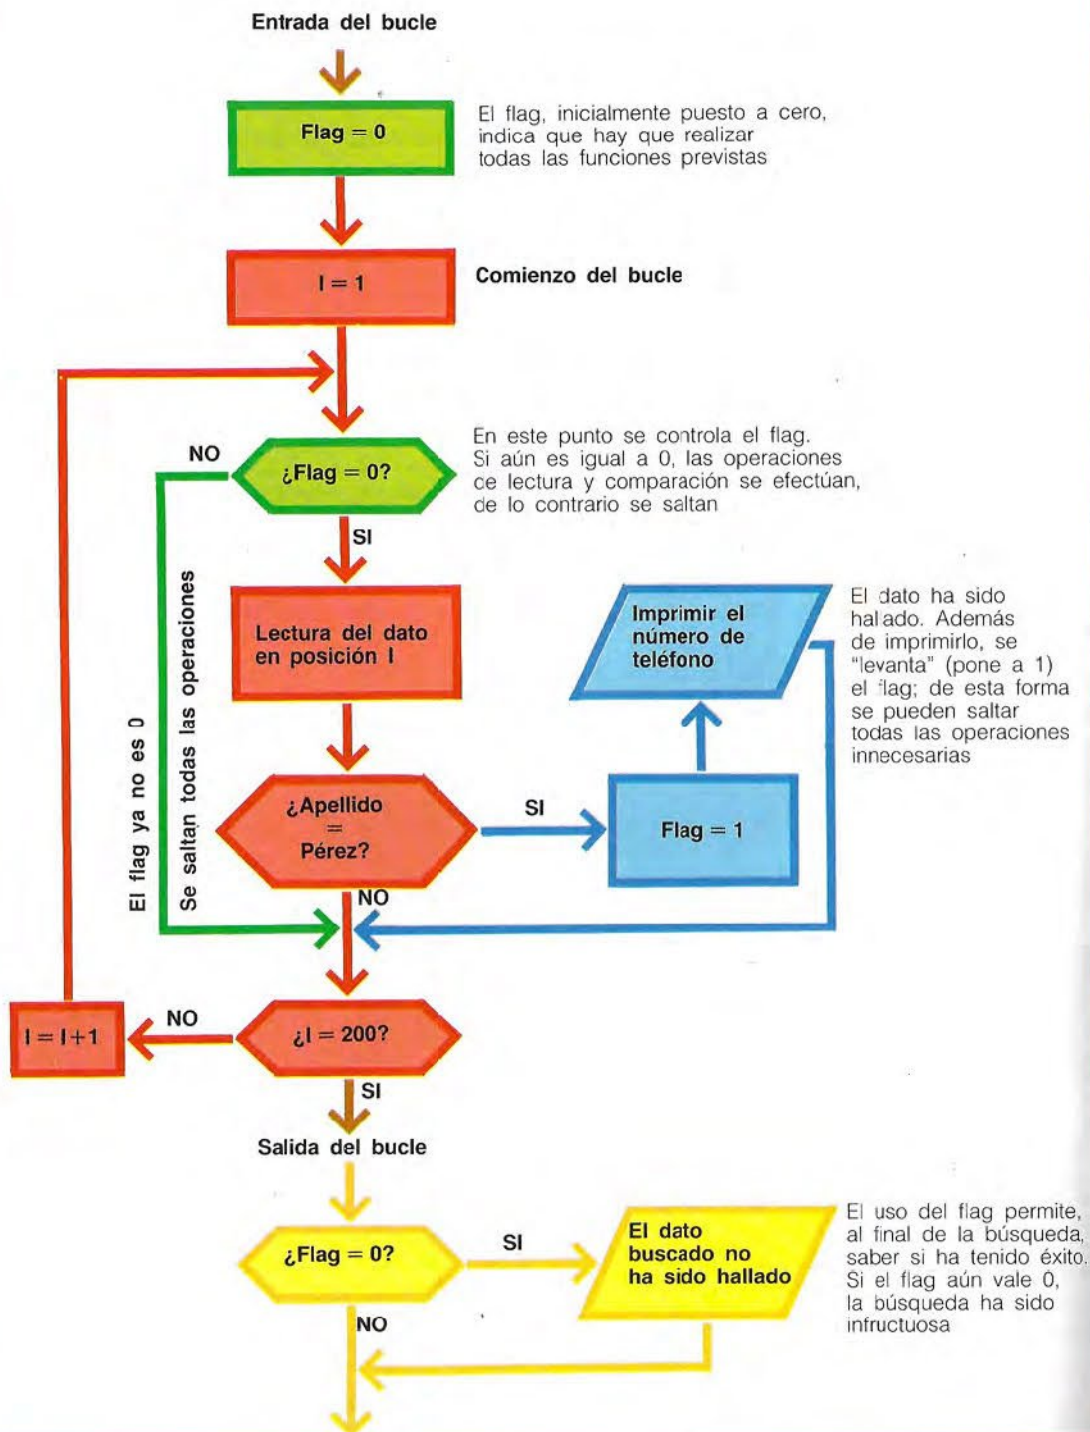 Entrada del bucle
Flag = 0
El flag, inicialmente puesto a cero,
indica que hay que realizar
todas las funciones previstas
I = 1
Comienzo del bucle
NO
¿Flag = 0?
En este punto se controla el flag.
Si aún es igual a 0, las operaciones
de lectura y comparación se efectúan,
de lo contrario se saltan
SI
El flag ya no es 0
Se saltan todas las operaciones
Lectura del dato
en posición I
Imprimir el
número de
teléfono
El dato ha sido
hallado. Además
de imprimirlo, se
"levanta" (pone a 1)
el flag; de esta forma
se pueden saltar
todas las operaciones
innecesarias
¿Apellido
=
Pérez?
SI
Flag = 1
NO
I = I+1
NO
¿I = 200?
SI
Salida del bucle
¿Flag = 0?
SI
El dato
buscado no
ha sido hallado
El uso del flag permite,
al final de la búsqueda,
saber si ha tenido éxito.
Si el flag aún vale 0,
la búsqueda ha sido
infructuosa
NO